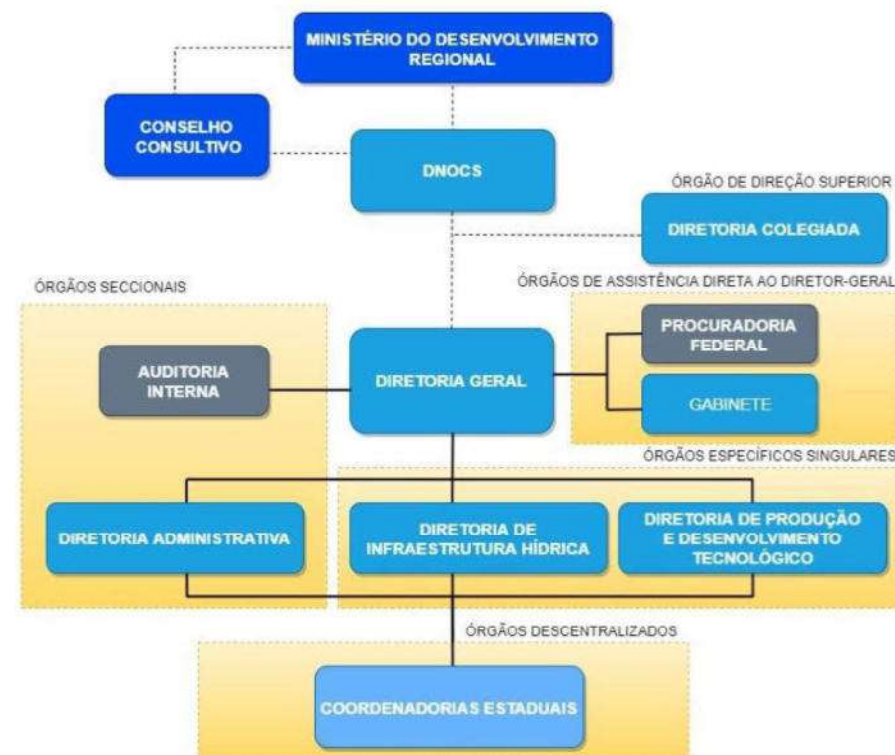 MINISTÉRIO DO DESENVOLVIMENTO
REGIONAL
CONSELHO
CONSULTIVO
DNOCS
ÓRGÃO DE DIREÇÃO SUPERIOR
DIRETORIA COLEGIADA
ÓRGÃOS SECCIONAIS
ÓRGÃOS DE ASSISTÊNCIA DIRETA AO DIRETOR-GERAL
PROCURADORIA
FEDERAL
AUDITORIA
INTERNA
DIRETORIA GERAL
GABINETE
ÓRGÃOS ESPECÍFICOS SINGULARES
DIRETORIA ADMINISTRATIVA
DIRETORIA DE
INFRAESTRUTURA HÍDRICA
DIRETORIA DE PRODUÇÃO
E DESENVOLVIMENTO
TECNOLÓGICO
ÓRGÃOS DESCENTRALIZADOS
COORDENADORIAS ESTADUAIS